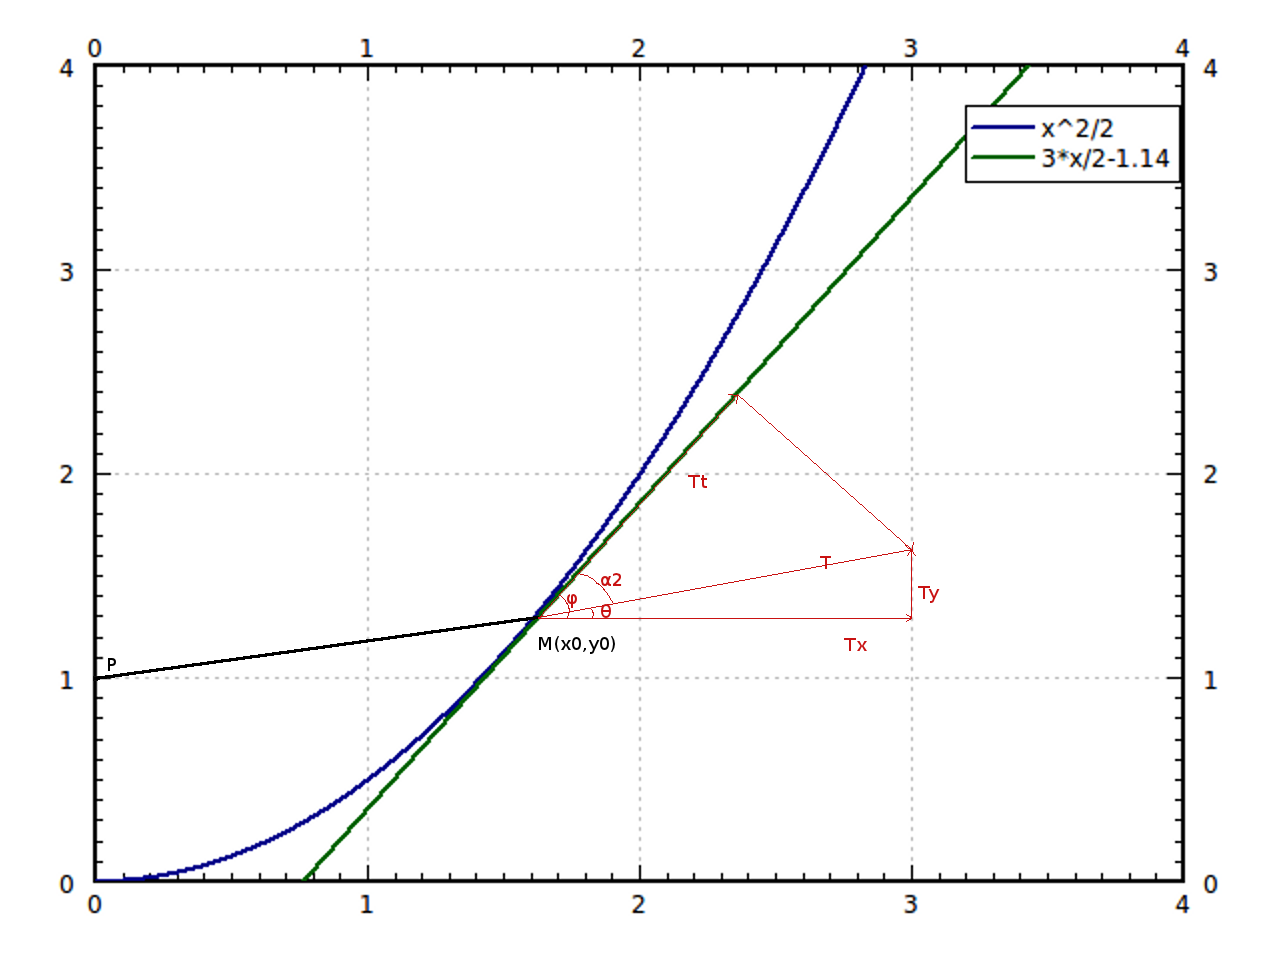 0 1 2 3 4
4 4
x^2/2
3*x/2-1.14
3 3
2 2
Tt
T
α2
Ty
φ
θ
M(x0,y0)
Tx
P
1 1
0 0
0 1 2 3 4